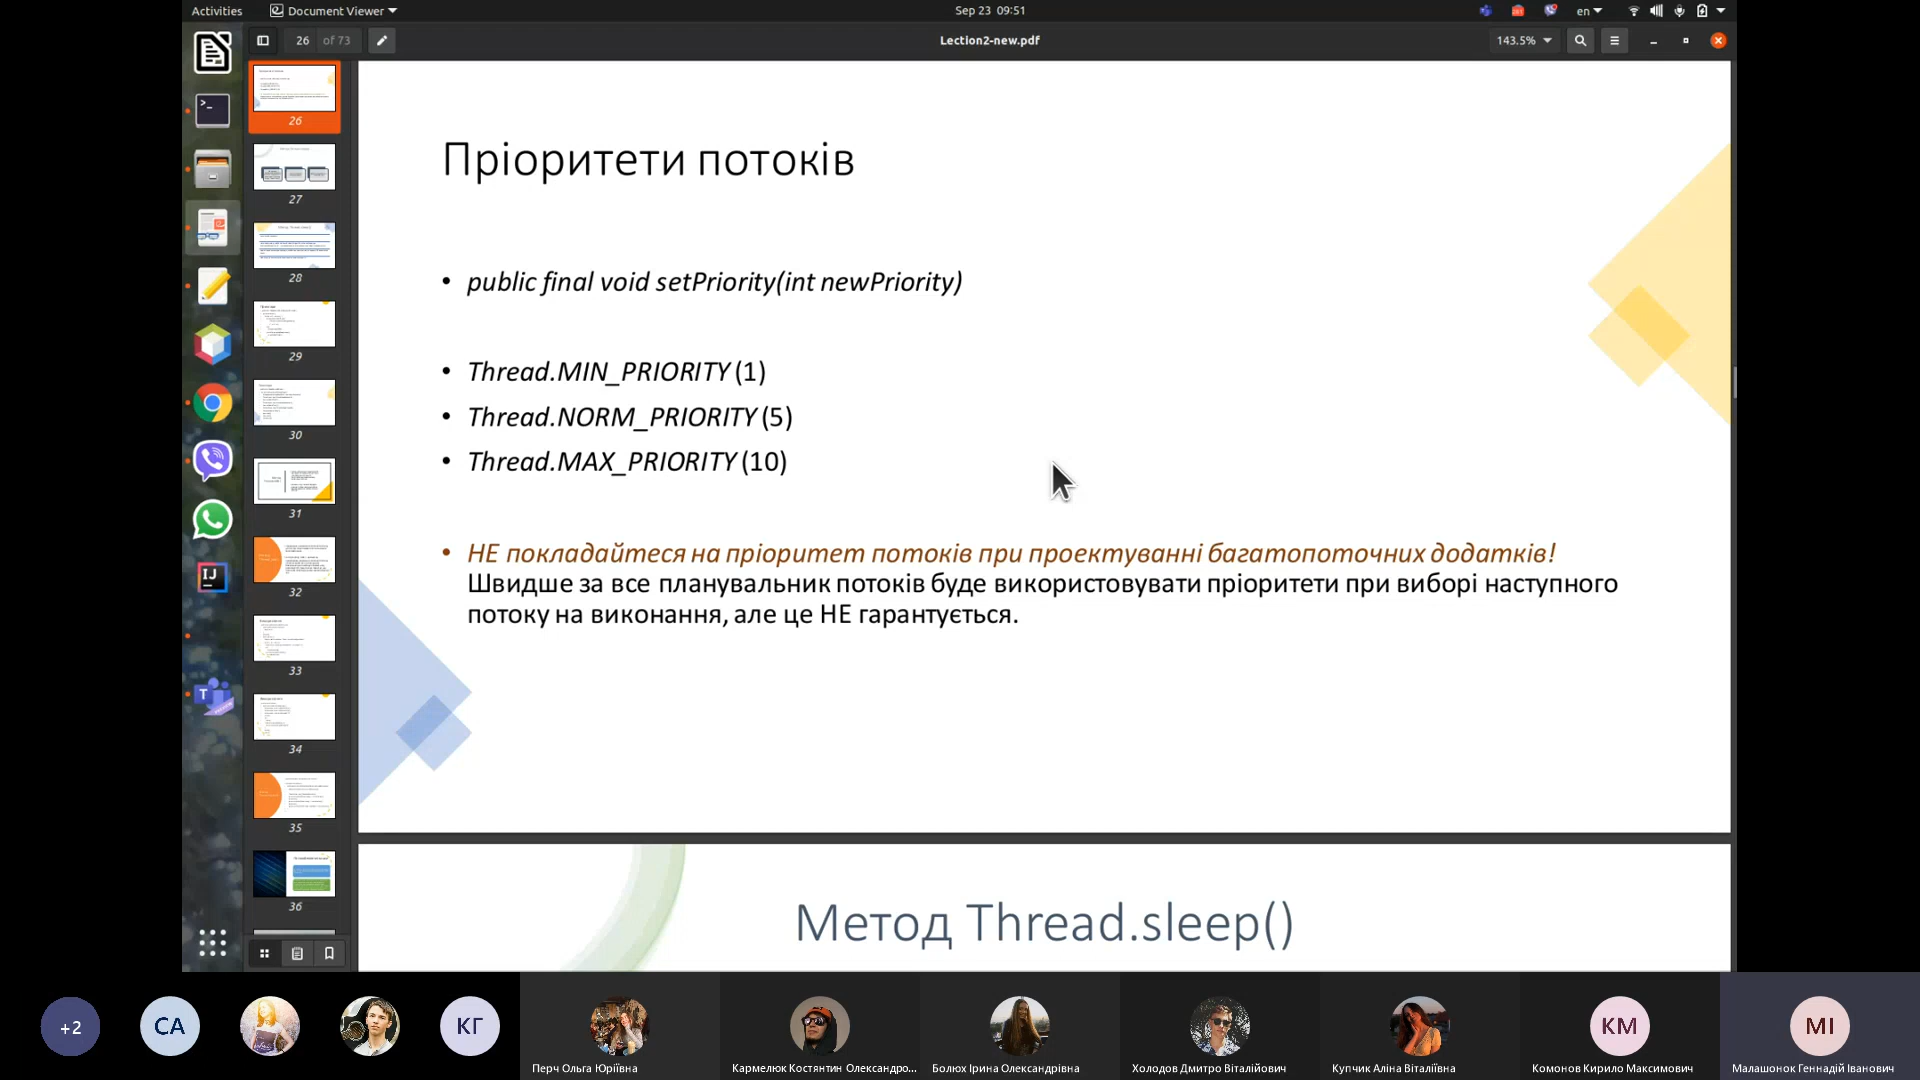 Activities
Document Viewer
Sep 23 09:51
en
26 of 73
Lection2-new.pdf
143.5%
26
27
28
29
30
31
32
33
34
35
36
Пріоритети потоків
• public final void setPriority(int newPriority)
• Thread.MIN_PRIORITY (1)
• Thread.NORM_PRIORITY (5)
• Thread.MAX_PRIORITY (10)
• НЕ покладайтеся на пріоритет потоків при проектуванні багатопоточних додатків!
Швидше за все планувальник потоків буде використовувати пріоритети при виборі наступного
потоку на виконання, але це НЕ гарантується.
Метод Thread.sleep()
+2
CA
КГ
КМ
МІ
Перч Ольга Юріївна
Кармелюк Костянтин Олександро...
Болюх Ірина Олександрівна
Холодов Дмитро Віталійович
Купчик Аліна Віталіївна
Комонов Кирило Максимович
Малашонок Геннадій Іванович